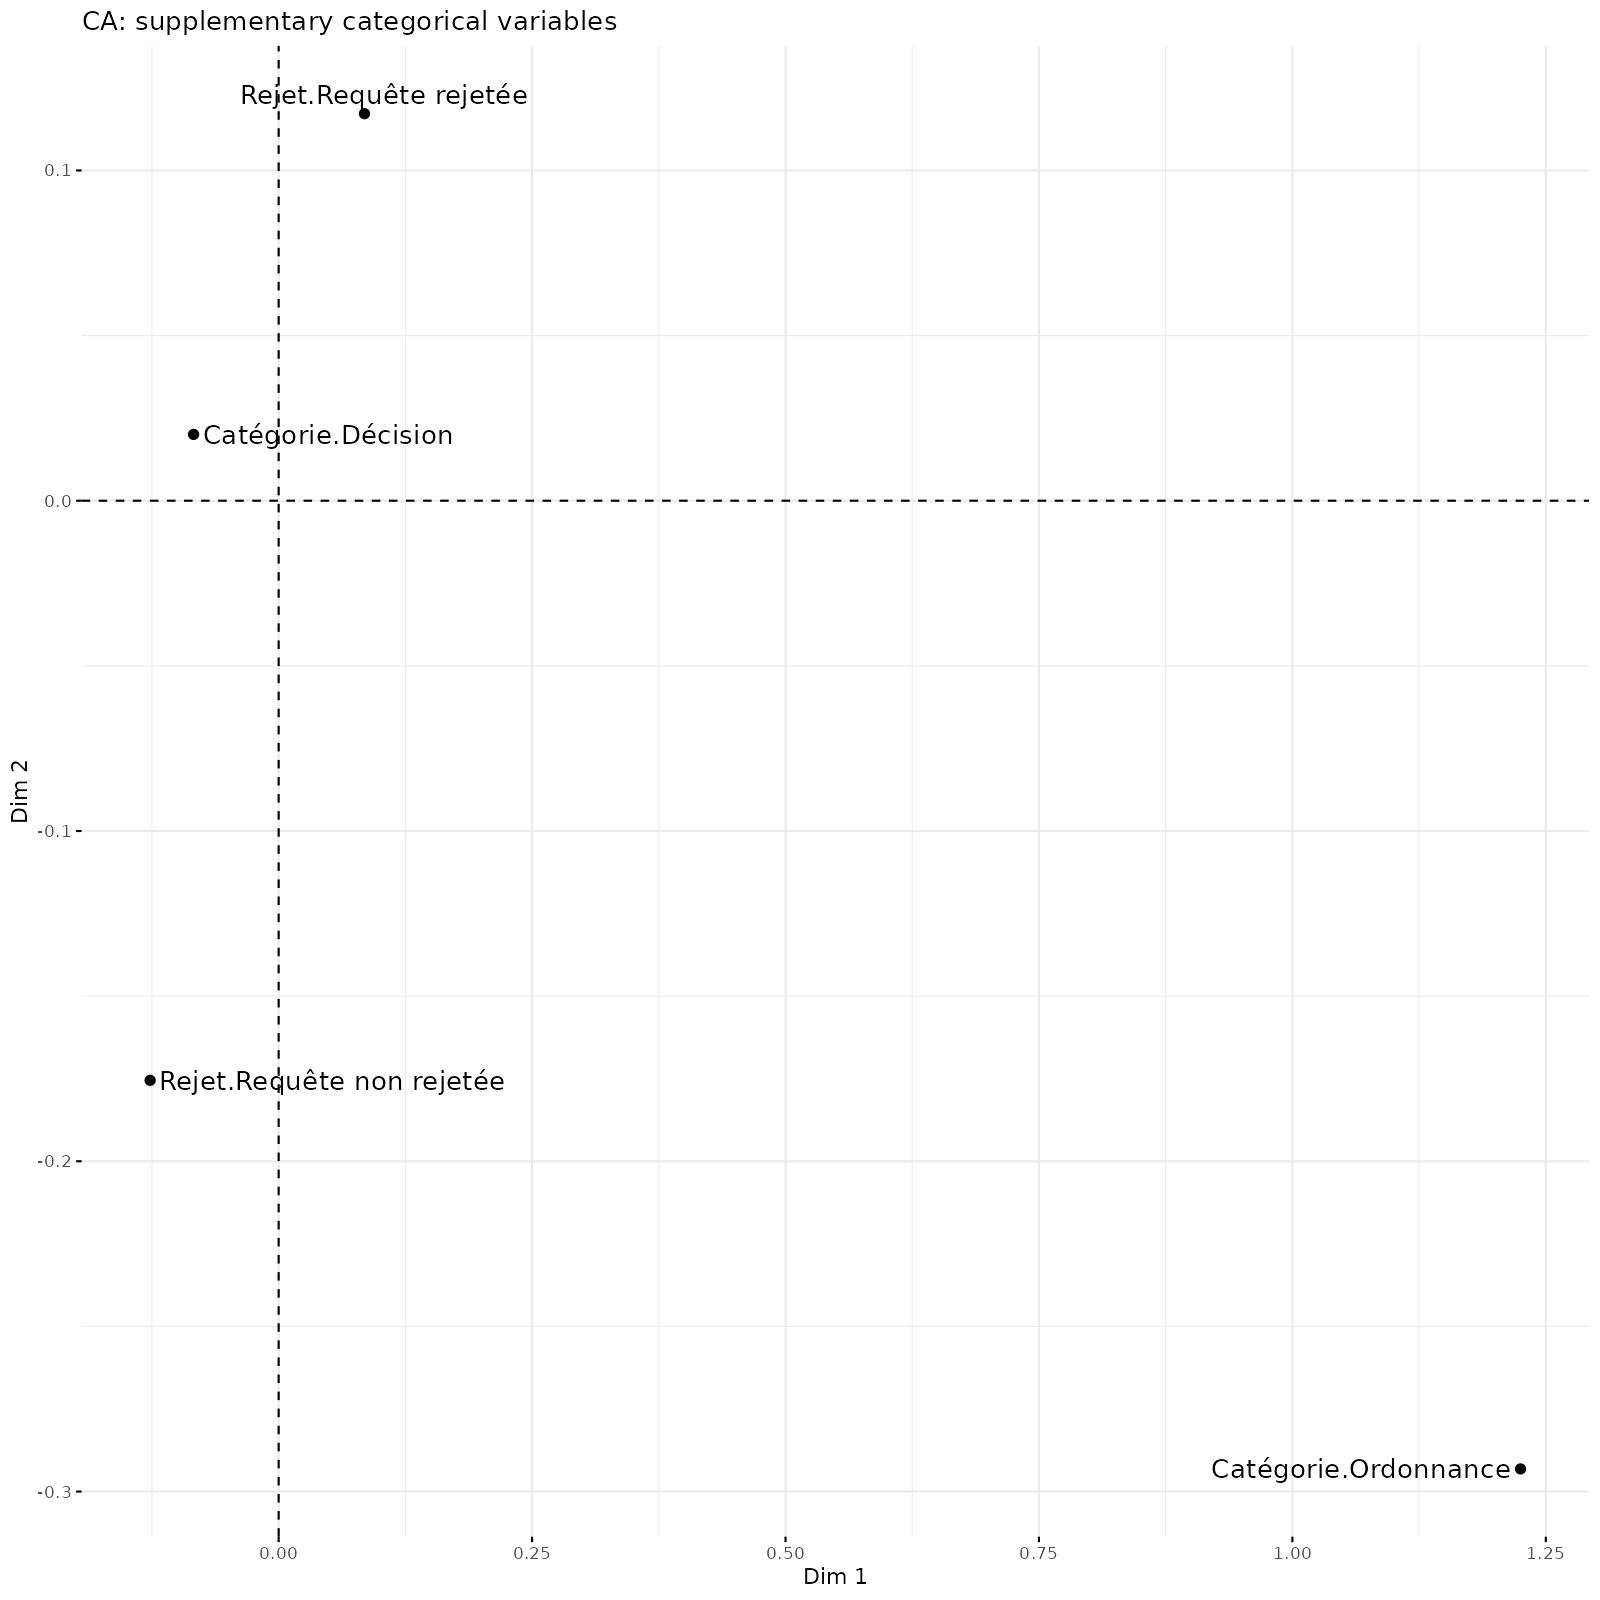 CA: supplementary categorical variables
Rejet.Requête rejetée
0.1
Catégorie.Décision
0.0
Dim 2
-0.1
Rejet.Requête non rejetée
-0.2
Catégorie.Ordonnance
-0.3
0.00 0.25 0.50 0.75 1.00 1.25
Dim 1